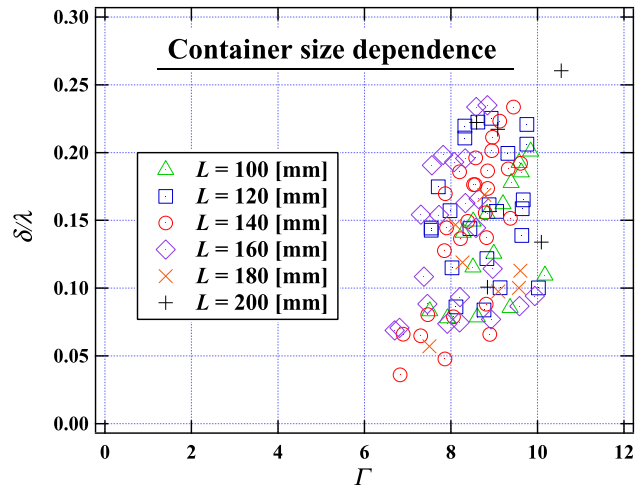 Container size dependence
0.30
0.25
0.20
0.15
0.10
0.05
0.00
δ/λ
L = 100 [mm]
L = 120 [mm]
L = 140 [mm]
L = 160 [mm]
L = 180 [mm]
L = 200 [mm]
0 2 4 6 8 10 12
Γ